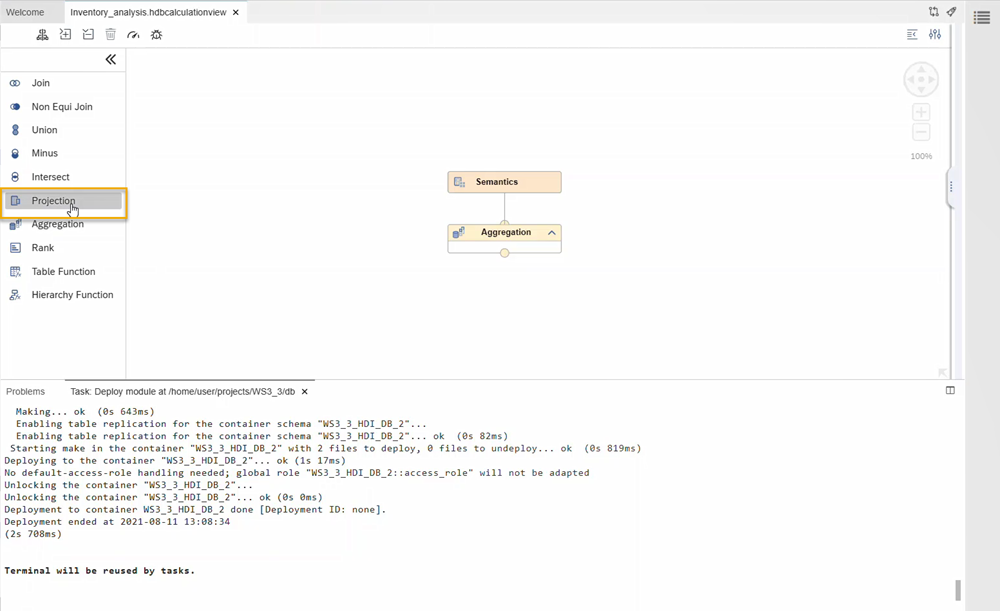 Welcome
Inventory_analysis.hdbcalculationview ×
Join
Non Equi Join
Union
Minus
Intersect
Projection
Aggregation
Rank
Table Function
Hierarchy Function
Semantics
Aggregation
100%
Problems
Task: Deploy module at /home/user/projects/WS3_3/db ×
Making... ok (0s 643ms)
Enabling table replication for the container schema "WS3_3_HDI_DB_2"...
Enabling table replication for the container schema "WS3_3_HDI_DB_2"... ok (0s 82ms)
Starting make in the container "WS3_3_HDI_DB_2" with 2 files to deploy, 0 files to undeploy... ok (0s 819ms)
Deploying to the container "WS3_3_HDI_DB_2"... ok (1s 17ms)
No default-access-role handling needed; global role "WS3_3_HDI_DB_2::access_role" will not be adapted
Unlocking the container "WS3_3_HDI_DB_2"...
Unlocking the container "WS3_3_HDI_DB_2"... ok (0s 0ms)
Deployment to container WS3_3_HDI_DB_2 done [Deployment ID: none].
Deployment ended at 2021-08-11 13:08:34
(2s 708ms)
Terminal will be reused by tasks.